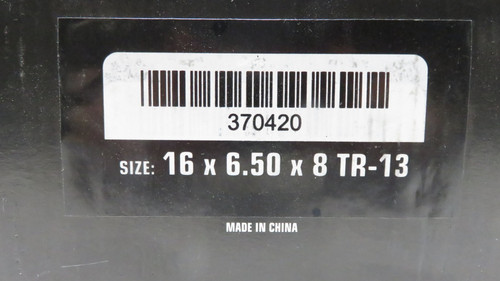 370420
SIZE: 16 x 6.50 x 8 TR-13
MADE IN CHINA